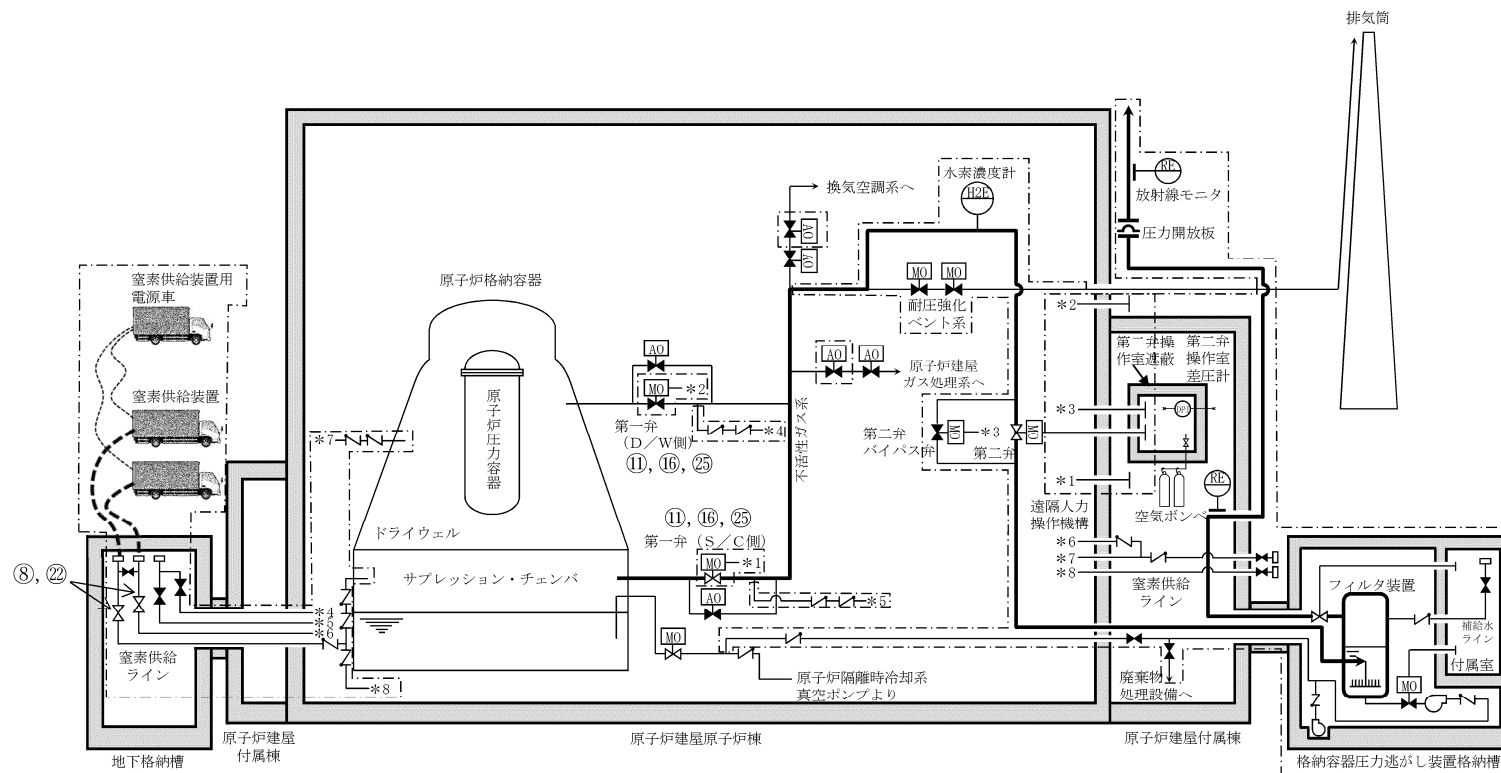 排気筒
水素濃度計
H2E
RE
放射線モニタ
圧力開放板
換気空調系へ
AO
AO
窒素供給装置用
電源車
原子炉格納容器
MO
MO
耐圧強化
ベント系
*2
第二弁操
作室遮蔽
第二弁
操作室
差圧計
AO
AO
AO
原子炉建屋
ガス処理系へ
MO
*2
窒素供給装置
原子炉圧力容器
不活性ガス系
*3
DPI
*7
第一弁
(D/W側)
⑪, ⑯, ㉕
*4
第二弁
バイパス弁
MO
*3
第二弁
MO
*1
RE
遠隔人力
操作機構
空気ボンベ
ドライウェル
⑪, ⑯, ㉕
第一弁(S/C側)
*6
*7
*8
⑧, ㉒
サプレッション・チェンバ
MO
*1
AO
*5
窒素供給
ライン
フィルタ装置
*4
*5
*6
補給水
ライン
窒素供給
ライン
MO
付属室
*8
原子炉隔離時冷却系
真空ポンプより
廃棄物
処理設備へ
MO
原子炉建屋
付属棟
原子炉建屋原子炉棟
原子炉建屋付属棟
地下格納槽
格納容器圧力逃がし装置格納槽